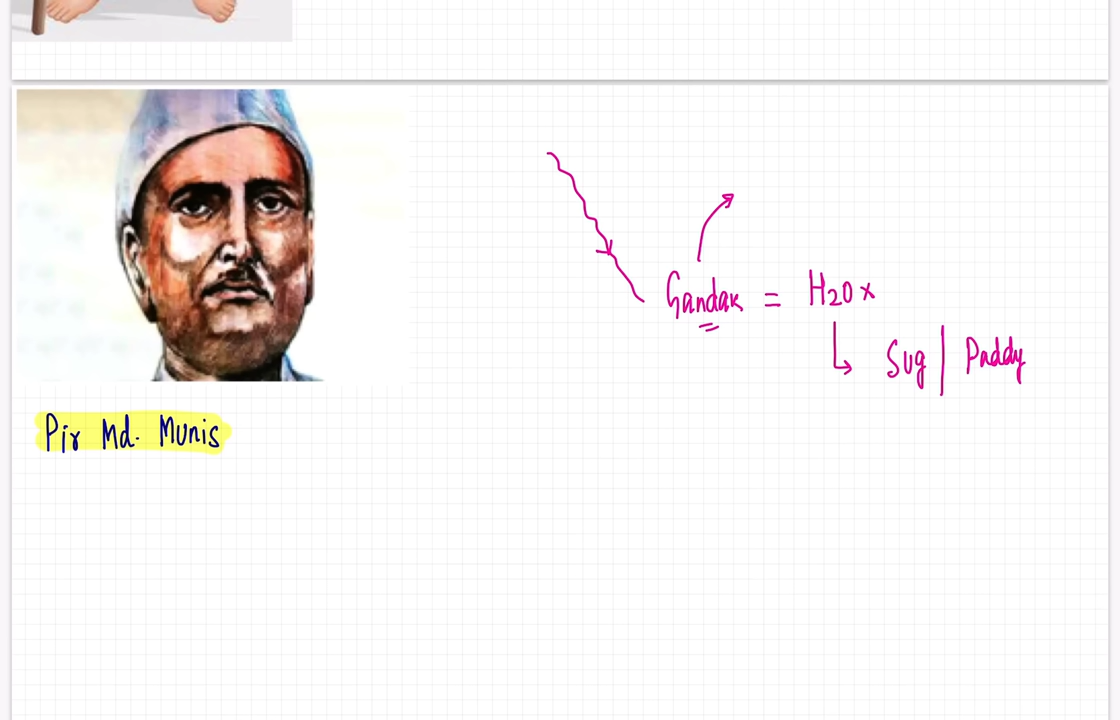 Gandak = H2O x
Sug | Paddy
Pir Md. Munis